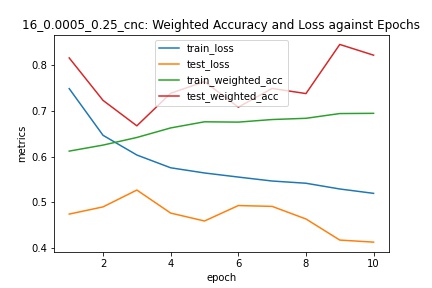 16_0.0005_0.25_cnc: Weighted Accuracy and Loss against Epochs
train_loss
test_loss
train_weighted_acc
test_weighted_acc
metrics
0.8
0.7
0.6
0.5
0.4
2 4 6 8 10
epoch